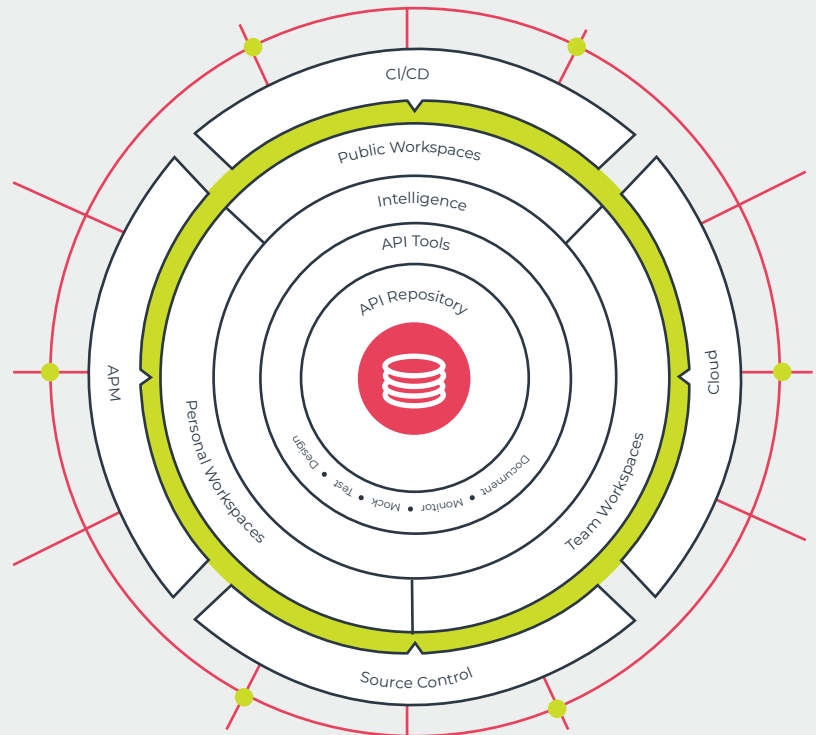 CI/CD
Public Workspaces
Intelligence
API Tools
API Repository
APM
Cloud
Personal Workspaces
Team Workspaces
Design • Test • Mock • Monitor • Document
Source Control